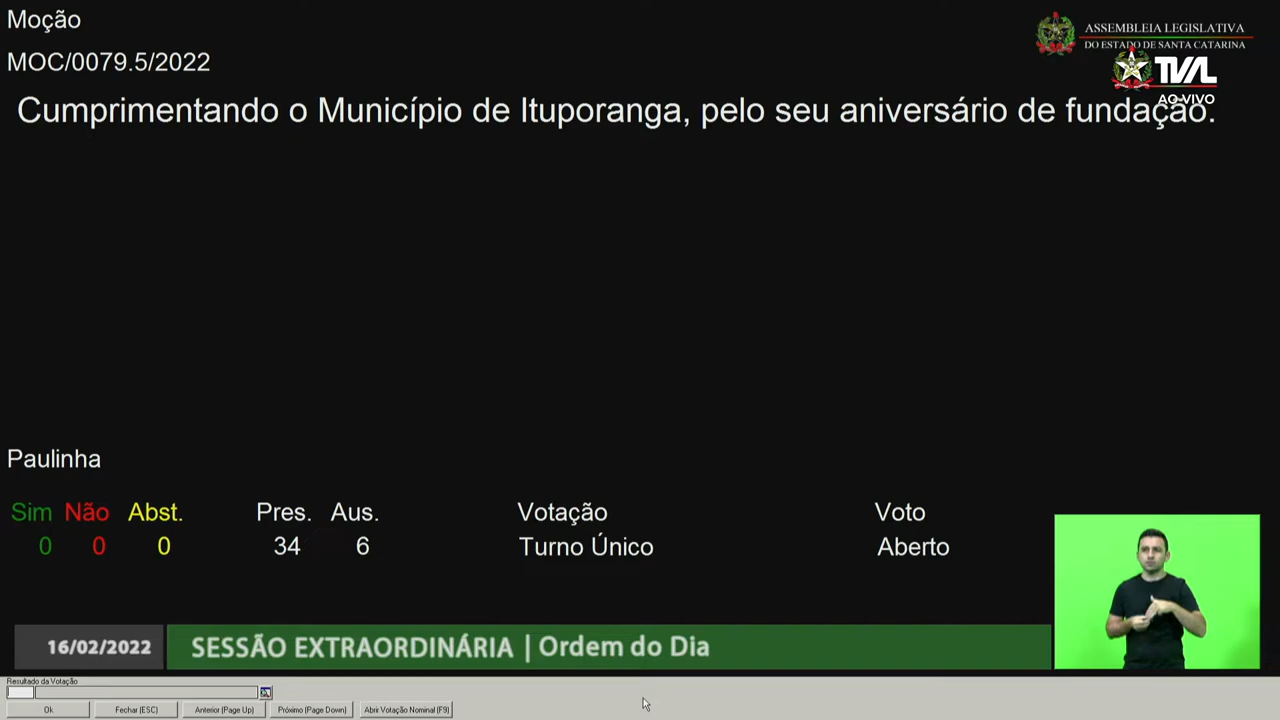 Moção
ASSEMBLEIA LEGISLATIVA
DO ESTADO DE SANTA CATARINA
MOC/0079.5/2022
TVAL
AO VIVO
Cumprimentando o Município de Ituporanga, pelo seu aniversário de fundação.
Paulinha
Sim Não Abst. Pres. Aus. Votação Voto
0 0 0 34 6 Turno Único Aberto
16/02/2022 SESSÃO EXTRAORDINÁRIA | Ordem do Dia
Resultado da Votação
Ok Fechar (ESC) Anterior (Page Up) Próximo (Page Down) Abrir Votação Nominal (F9)